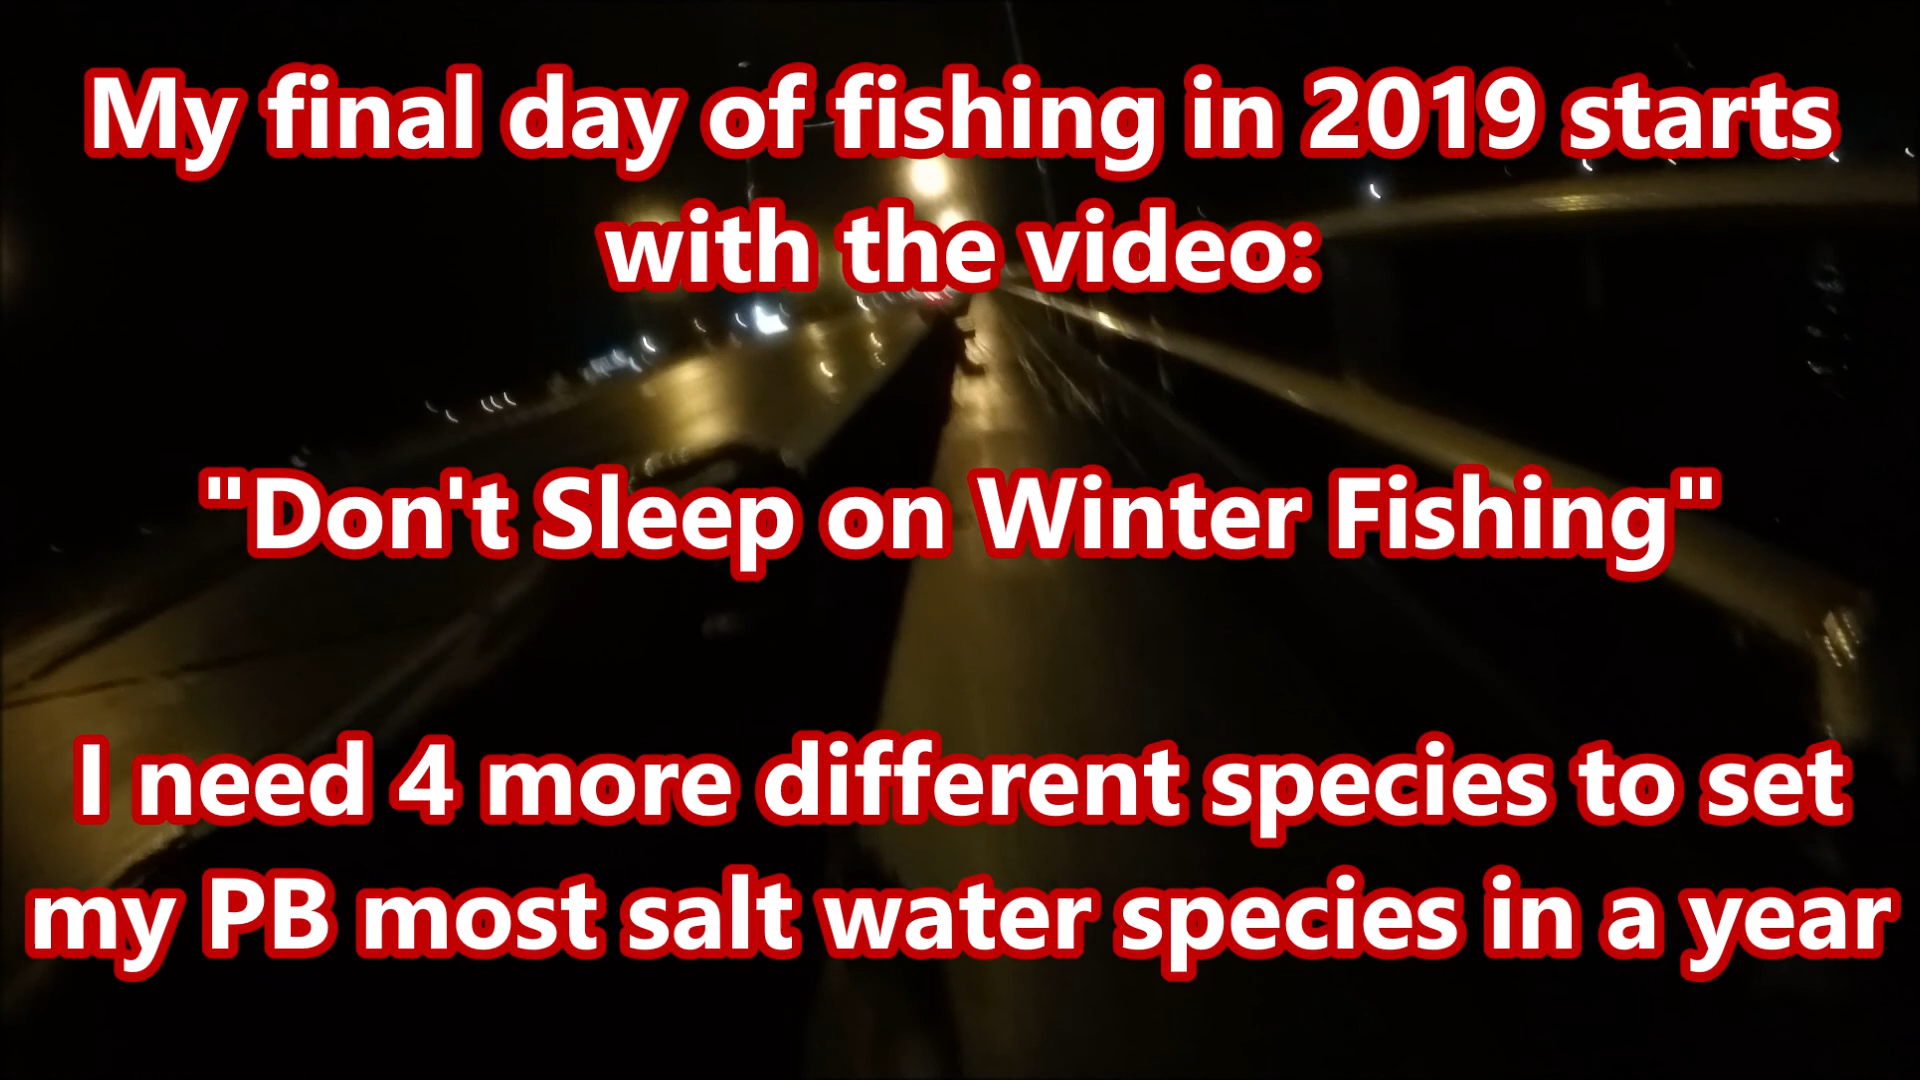 My final day of fishing in 2019 starts
with the video:
"Don't Sleep on Winter Fishing"
I need 4 more different species to set
my PB most salt water species in a year